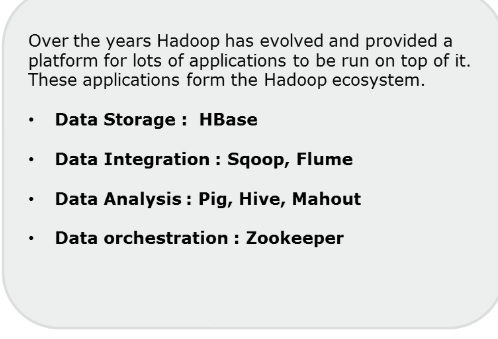 Over the years Hadoop has evolved and provided a
platform for lots of applications to be run on top of it.
These applications form the Hadoop ecosystem.
• Data Storage : HBase
• Data Integration : Sqoop, Flume
• Data Analysis : Pig, Hive, Mahout
• Data orchestration : Zookeeper